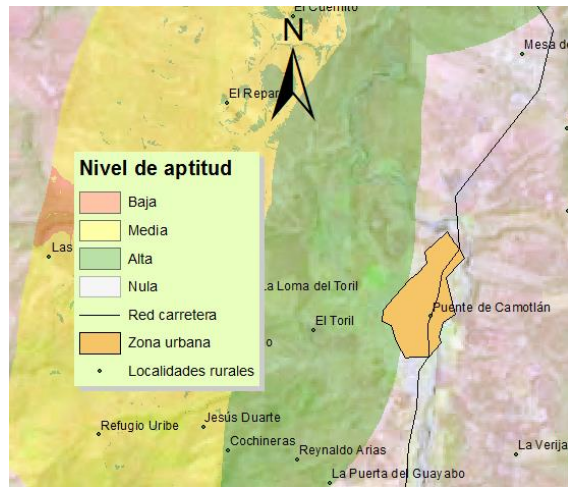 El Cuernito
N
Mesa de
El Repar
Nivel de aptitud
Baja
Media
Alta
Nula
Red carretera
Zona urbana
Localidades rurales
Las
La Loma del Toril
Puente de Camotlán
El Toril
o
Refugio Uribe
Jesús Duarte
Cochineras
Reynaldo Arias
La Verija
La Puerta del Guayabo